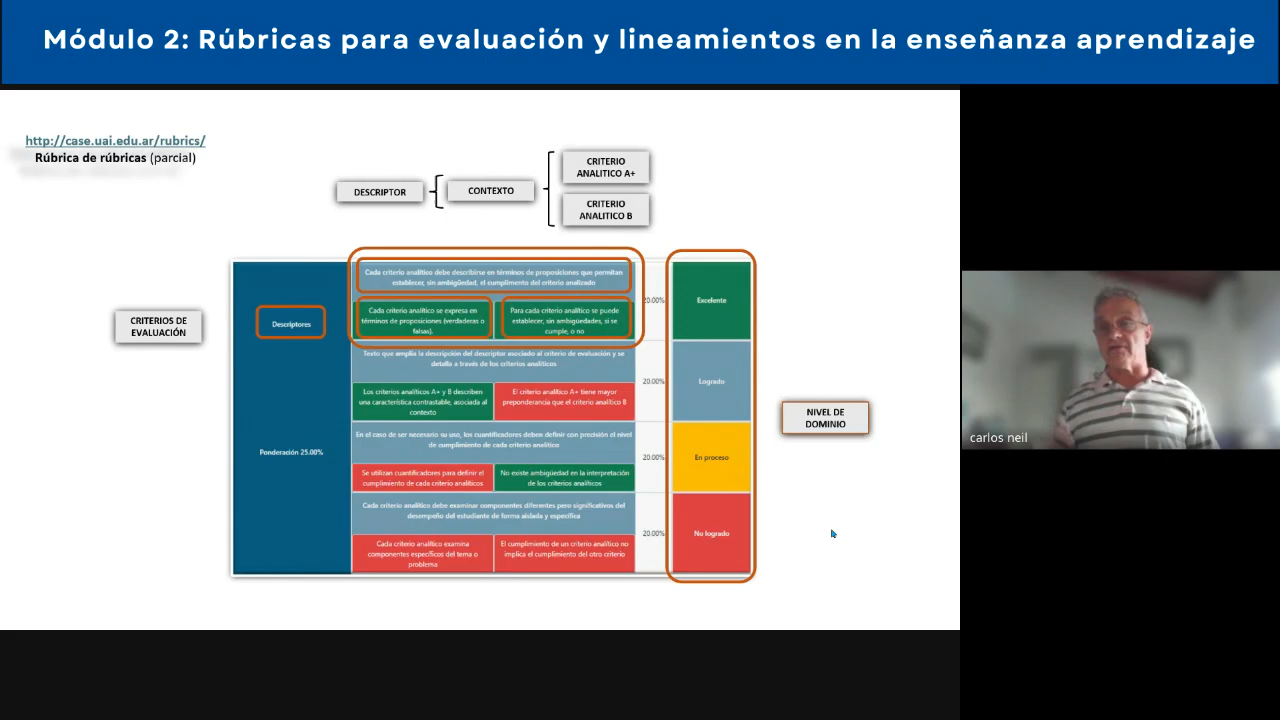 Módulo 2: Rúbricas para evaluación y lineamientos en la enseñanza aprendizaje
http://case.uai.edu.ar/rubrics/
Rúbrica de rúbricas (parcial)
DESCRIPTOR
CONTEXTO
CRITERIO
ANALITICO A+
CRITERIO
ANALITICO B
CRITERIOS DE
EVALUACIÓN
Descriptores
Ponderación 25.00%
Cada criterio analítico debe describirse en términos de proposiciones que permitan
establecer, sin ambigüedad, el cumplimiento del criterio analizado
Cada criterio analítico se expresa en
términos de proposiciones (verdaderas o
falsas).
Para cada criterio analítico se puede
establecer, sin ambigüedades, si se
cumple, o no
20.00%
Excelente
Texto que amplía la descripción del descriptor asociado al criterio de evaluación y se
detalla a través de los criterios analíticos
Los criterios analíticos A+ y B describen
una característica contrastable, asociada al
contexto
El criterio analítico A+ tiene mayor
preponderancia que el criterio analítico B
20.00%
Logrado
En el caso de ser necesario su uso, los cuantificadores deben definir con precisión el nivel
de cumplimiento de cada criterio analítico
Se utilizan cuantificadores para definir el
cumplimiento de cada criterio analíticos
No existe ambigüedad en la interpretación
de los criterios analíticos
20.00%
En proceso
Cada criterio analítico debe examinar componentes diferentes pero significativos del
desempeño del estudiante de forma aislada y específica
Cada criterio analítico examina
componentes específicos del tema o
problema
El cumplimiento de un criterio analítico no
implica el cumplimiento del otro criterio
20.00%
No logrado
NIVEL DE
DOMINIO
carlos neil